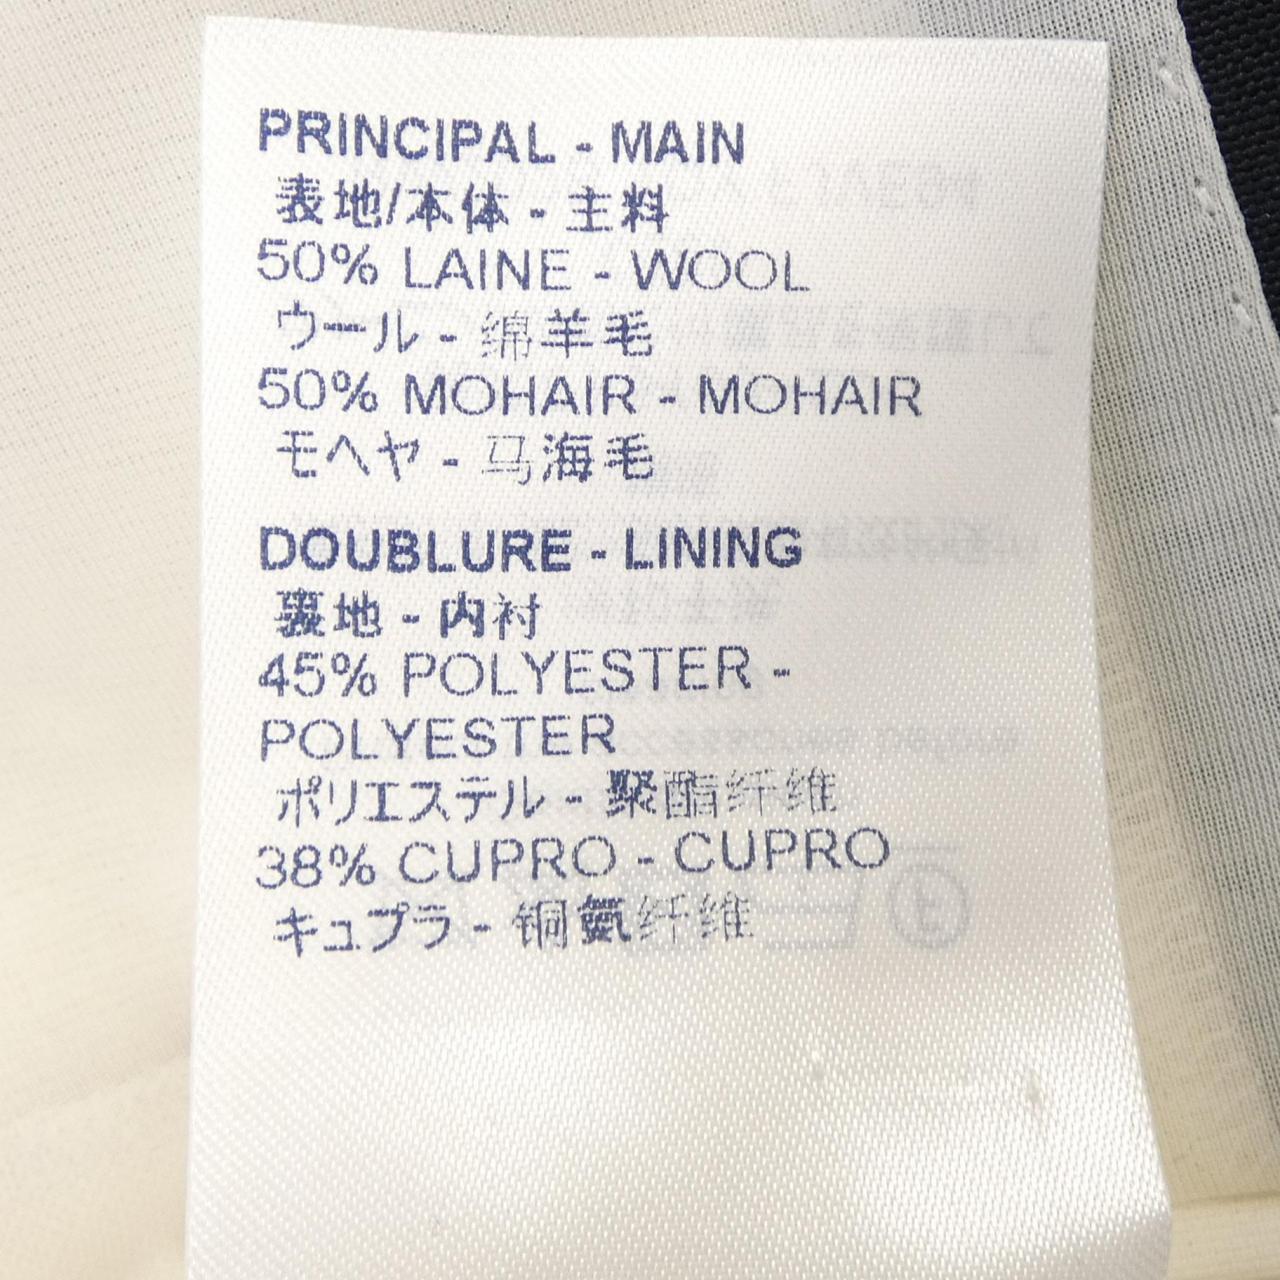 PRINCIPAL - MAIN
表地/本体 - 主料
50% LAINE - WOOL
ウール - 绵羊毛
50% MOHAIR - MOHAIR
モヘヤ - 马海毛
DOUBLURE - LINING
裏地 - 内衬
45% POLYESTER -
POLYESTER
ポリエステル - 聚酯纤维
38% CUPRO - CUPRO
キュプラ - 铜氨纤维